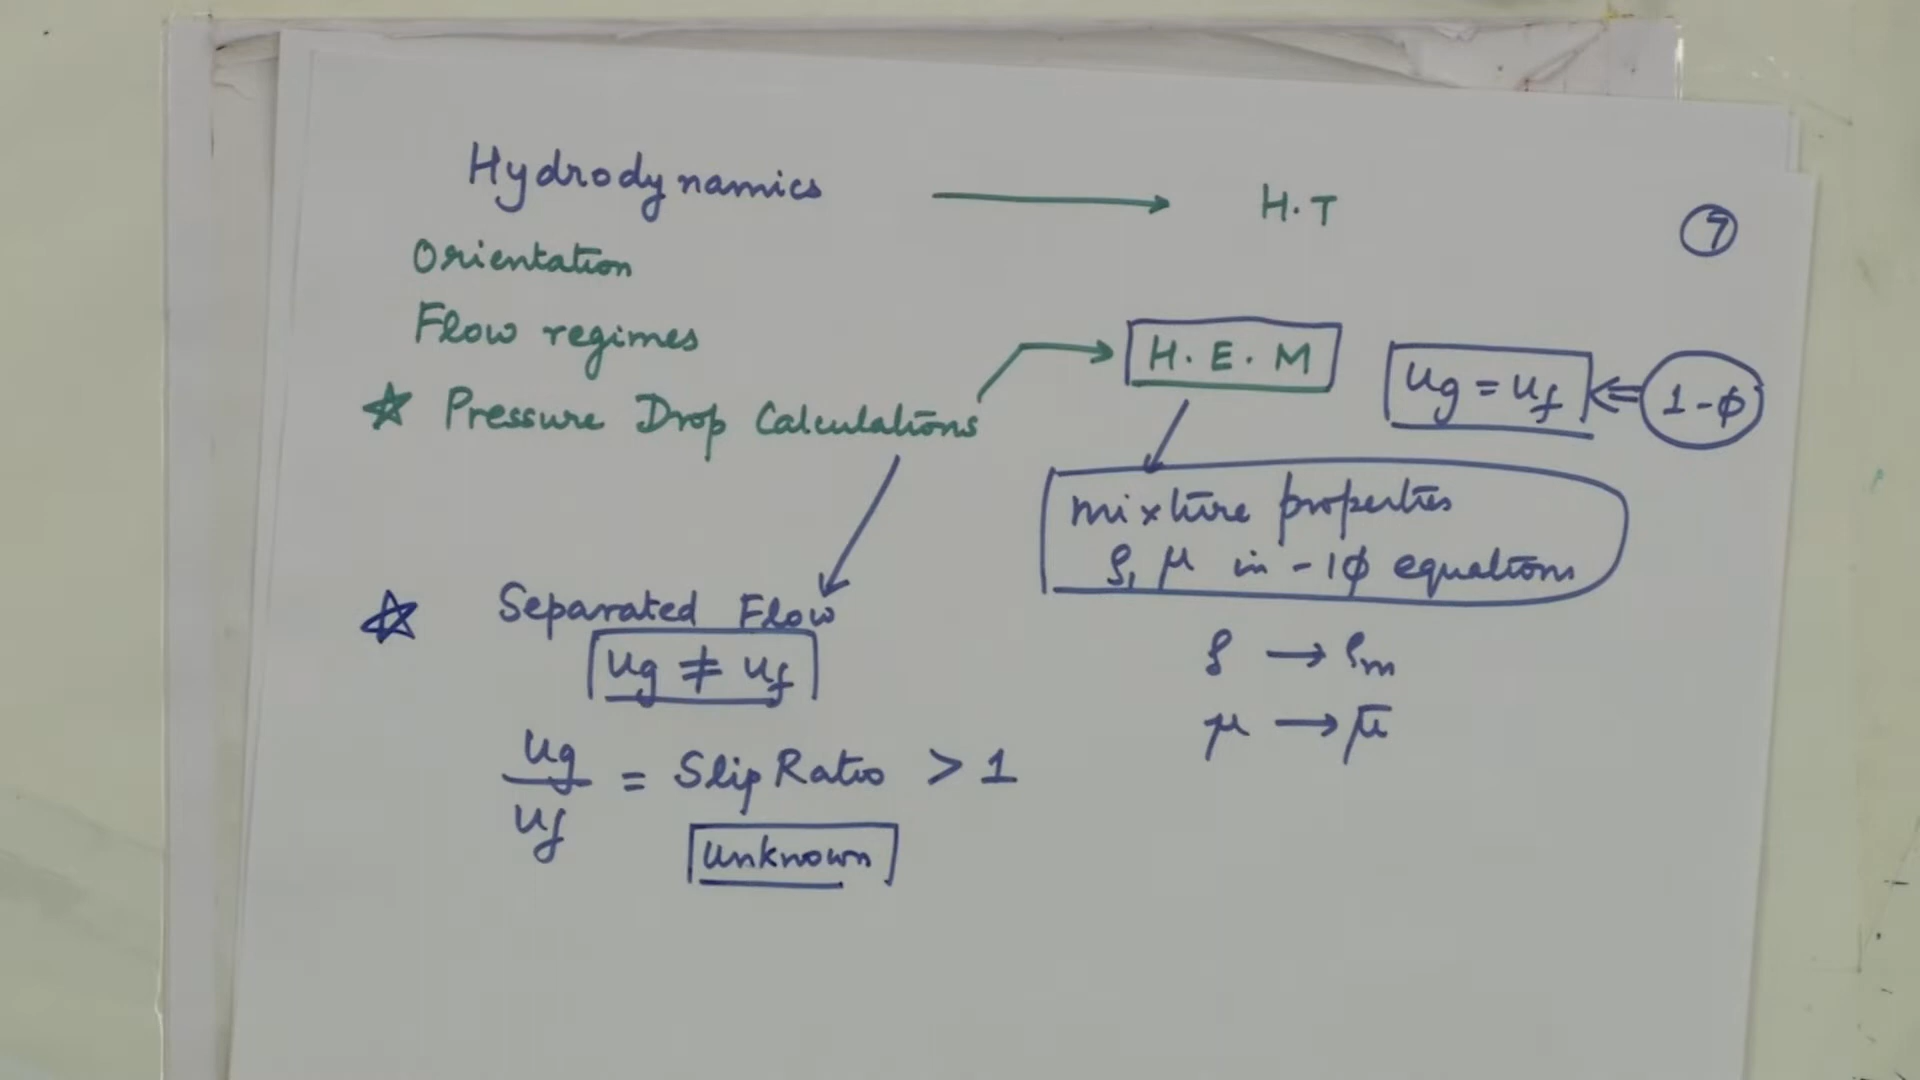 Hydrodynamics → H.T
7
Orientation
Flow regimes
☆ Pressure Drop Calculations
H. E. M
ug = uf ⇐ 1-ϕ
mixture properties
ρ, μ in -1ϕ equations
ρ → ρm
μ → μ̄
☆ Separated Flow
ug ≠ uf
ug/uf = Slip Ratio > 1
unknown